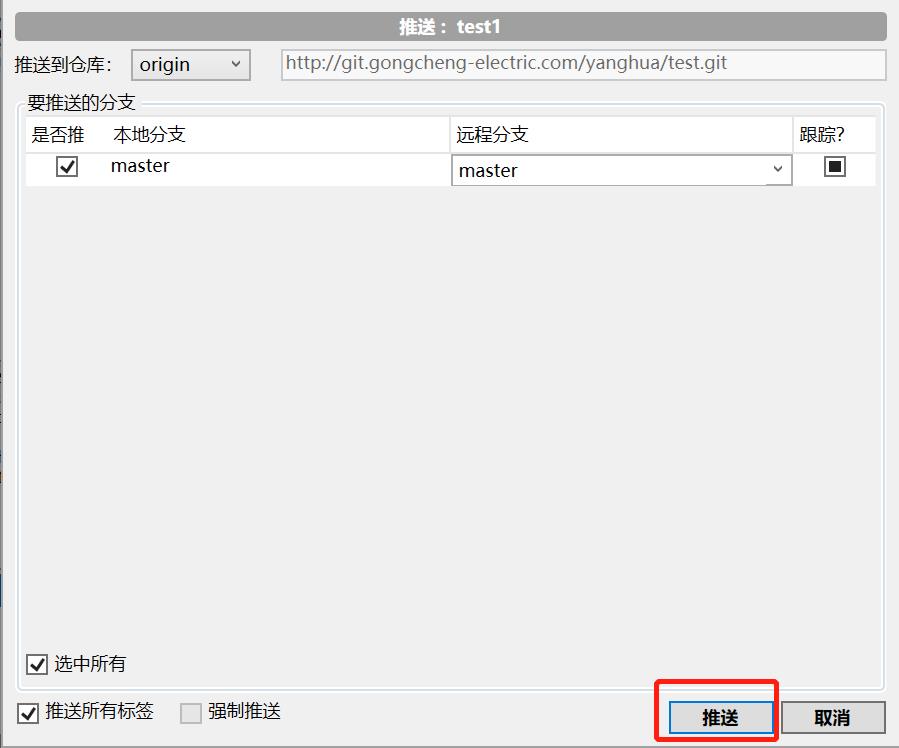 推送：test1
推送到仓库： origin http://git.gongcheng-electric.com/yanghua/test.git
要推送的分支
是否推 本地分支 远程分支 跟踪?
master master
选中所有
推送所有标签 强制推送 推送 取消